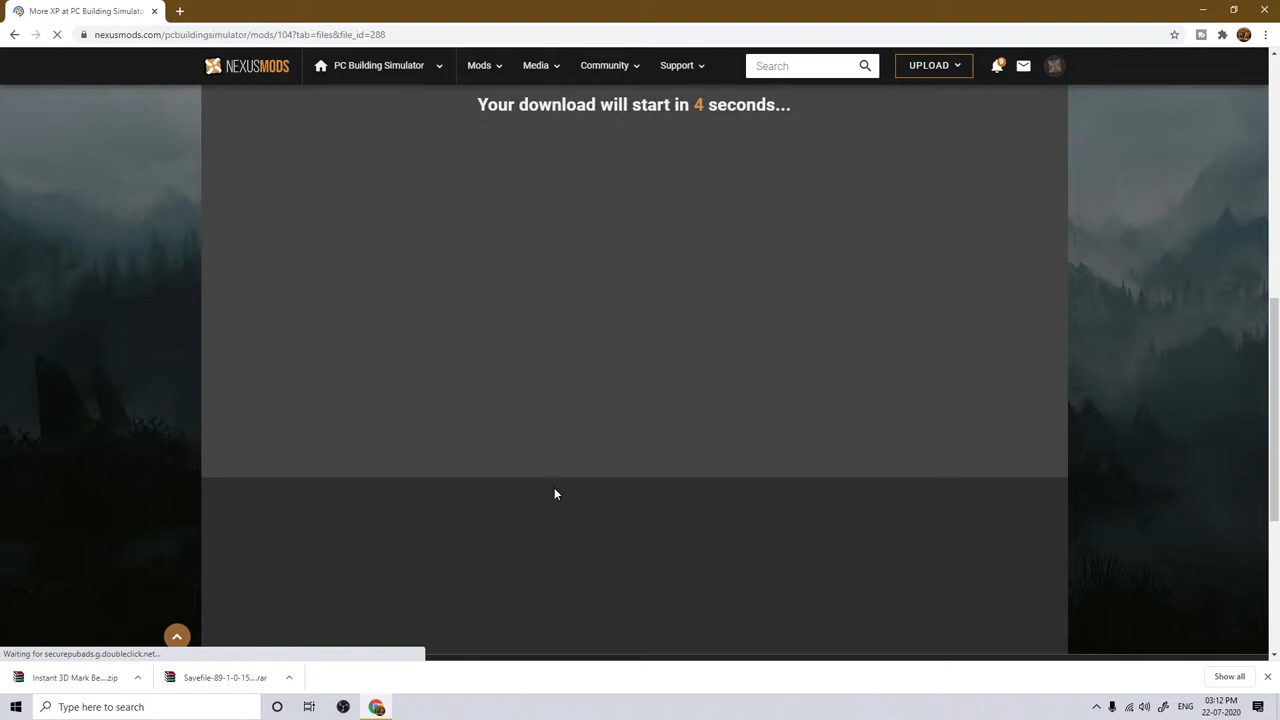 More XP at PC Building Simulato
nexusmods.com/pcbuildingsimulator/mods/104?tab=files&file_id=288
NEXUSMODS
PC Building Simulator
Mods
Media
Community
Support
Search
UPLOAD
Your download will start in 4 seconds...
Waiting for securepubads.g.doubleclick.net...
Instant 3D Mark Be....zip
Savefile-89-1-0-15....rar
Show all
Type here to search
ENG
03:12 PM
22-07-2020